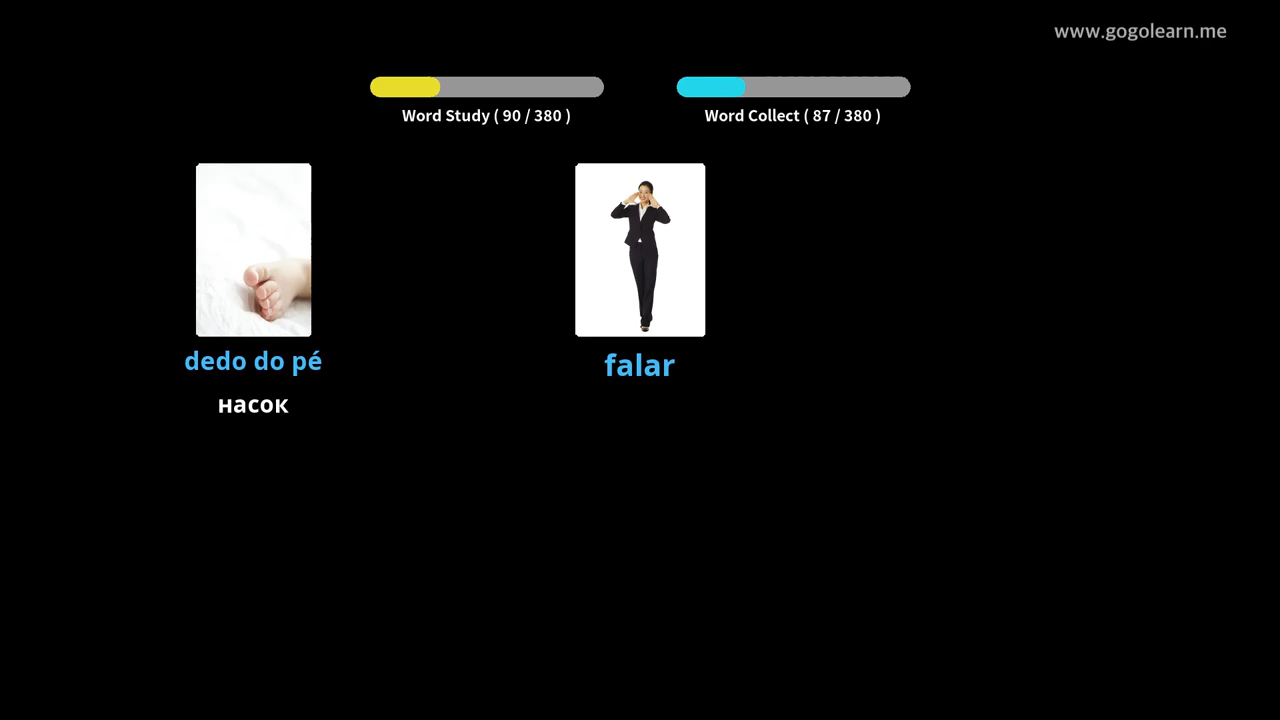 www.gogolearn.me
Word Study ( 90 / 380 )
Word Collect ( 87 / 380 )
dedo do pé
насок
falar